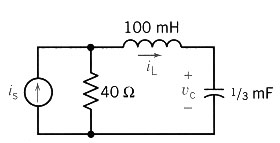 100 mH
i_L
i_s
40 Ω
+
v_C
−
1/3 mF